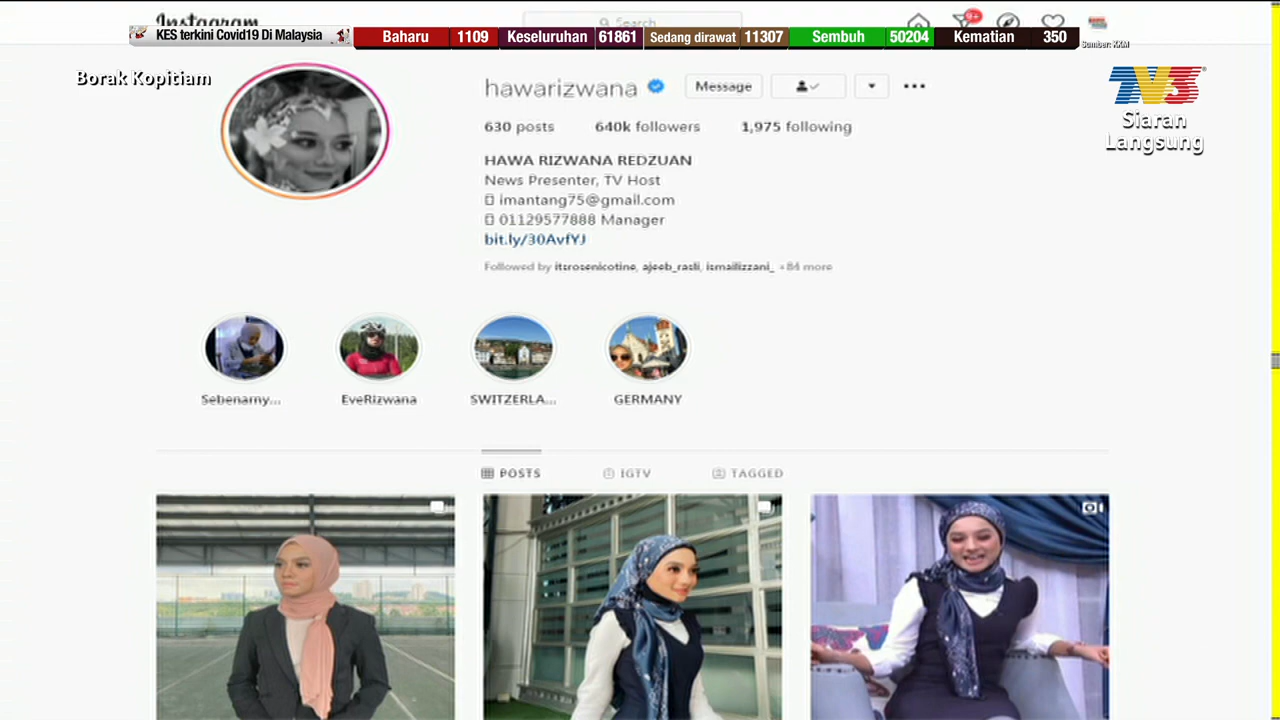 Instagram
Search
9+
KES terkini Covid19 Di Malaysia
Baharu 1109 Keseluruhan 61861 Sedang dirawat 11307 Sembuh 50204 Kematian 350
Sumber: KKM
Borak Kopitiam
TV3
Siaran
Langsung
hawarizwana Message
630 posts 640k followers 1,975 following
HAWA RIZWANA REDZUAN
News Presenter, TV Host
imantang75@gmail.com
01129577888 Manager
bit.ly/30AvfYJ
Followed by itsrosenicotine, ajeeb_rasli, ismailizzani_ +84 more
Sebenarny... EveRizwana SWITZERLA... GERMANY
POSTS IGTV TAGGED